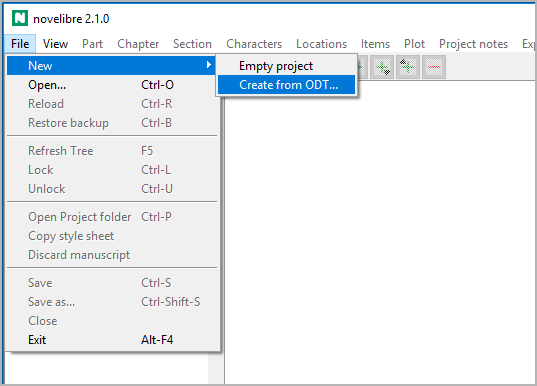 N novelibre 2.1.0
File View Part Chapter Section Characters Locations Items Plot Project notes
New
Empty project
Open... Ctrl-O
Create from ODT...
Reload Ctrl-R
Restore backup Ctrl-B
Refresh Tree F5
Lock Ctrl-L
Unlock Ctrl-U
Open Project folder Ctrl-P
Copy style sheet
Discard manuscript
Save Ctrl-S
Save as... Ctrl-Shift-S
Close
Exit Alt-F4